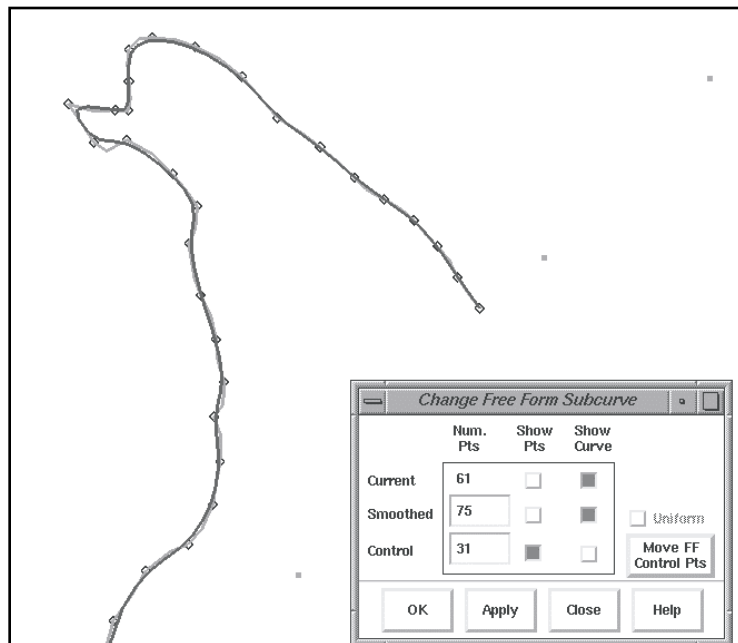 Change Free Form Subcurve
Num. Pts Show Pts Show Curve
Current 61
Smoothed 75
Uniform
Control 31
Move FF Control Pts
OK Apply Close Help